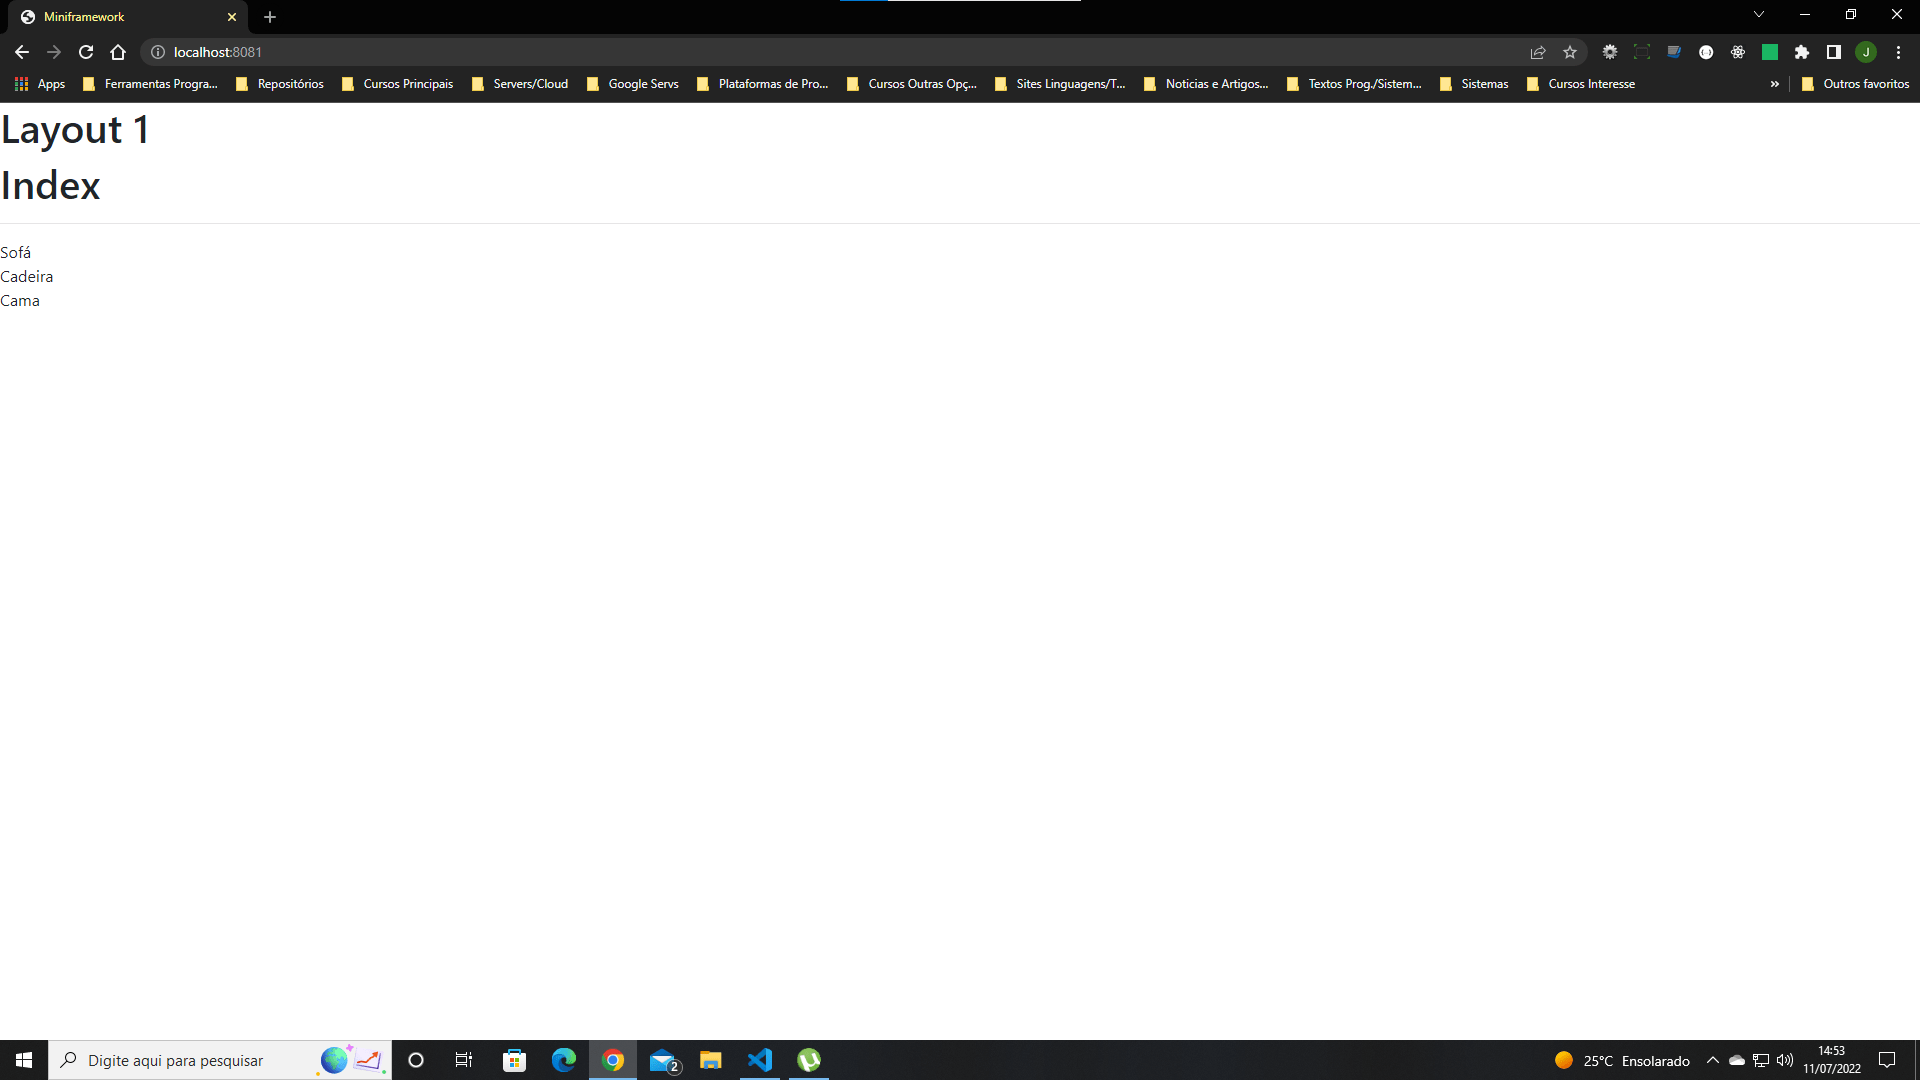 Miniframework
localhost:8081
Apps
Ferramentas Progra...
Repositórios
Cursos Principais
Servers/Cloud
Google Servs
Plataformas de Pro...
Cursos Outras Opç...
Sites Linguagens/T...
Noticias e Artigos...
Textos Prog./Sistem...
Sistemas
Cursos Interesse
»
Outros favoritos
J
Layout 1
Index
Sofá
Cadeira
Cama
Digite aqui para pesquisar
2
25°C Ensolarado
14:53
11/07/2022